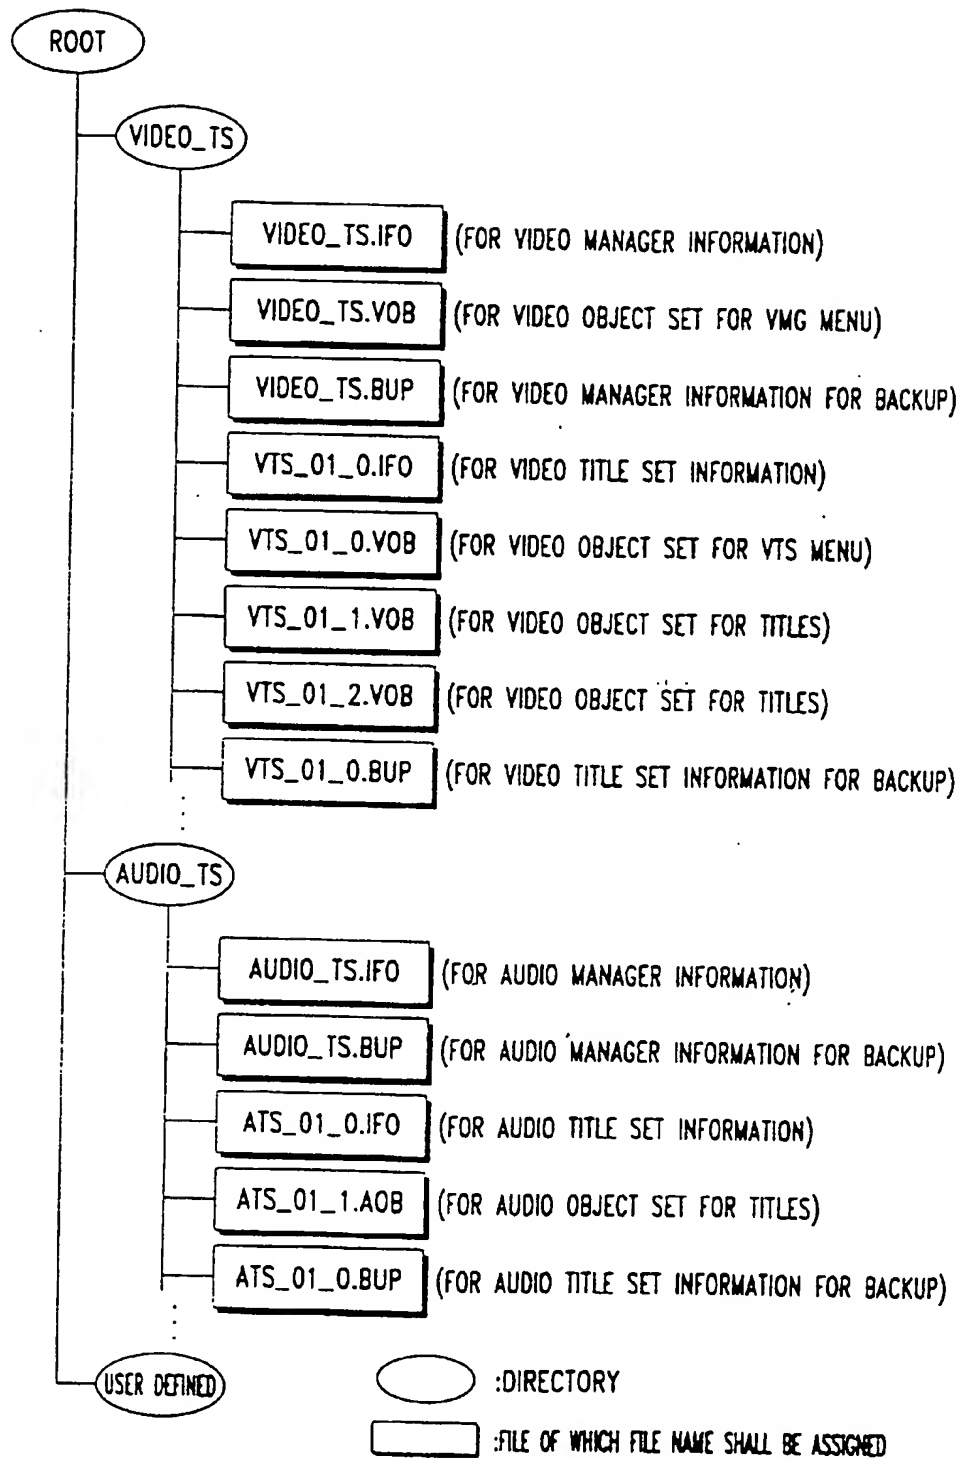 ROOT
VIDEO_TS
VIDEO_TS.IFO (FOR VIDEO MANAGER INFORMATION)
VIDEO_TS.VOB (FOR VIDEO OBJECT SET FOR VMG MENU)
VIDEO_TS.BUP (FOR VIDEO MANAGER INFORMATION FOR BACKUP)
VTS_01_0.IFO (FOR VIDEO TITLE SET INFORMATION)
VTS_01_0.VOB (FOR VIDEO OBJECT SET FOR VTS MENU)
VTS_01_1.VOB (FOR VIDEO OBJECT SET FOR TITLES)
VTS_01_2.VOB (FOR VIDEO OBJECT SET FOR TITLES)
VTS_01_0.BUP (FOR VIDEO TITLE SET INFORMATION FOR BACKUP)
AUDIO_TS
AUDIO_TS.IFO (FOR AUDIO MANAGER INFORMATION)
AUDIO_TS.BUP (FOR AUDIO MANAGER INFORMATION FOR BACKUP)
ATS_01_0.IFO (FOR AUDIO TITLE SET INFORMATION)
ATS_01_1.AOB (FOR AUDIO OBJECT SET FOR TITLES)
ATS_01_0.BUP (FOR AUDIO TITLE SET INFORMATION FOR BACKUP)
USER DEFINED
:DIRECTORY
:FILE OF WHICH FILE NAME SHALL BE ASSIGNED